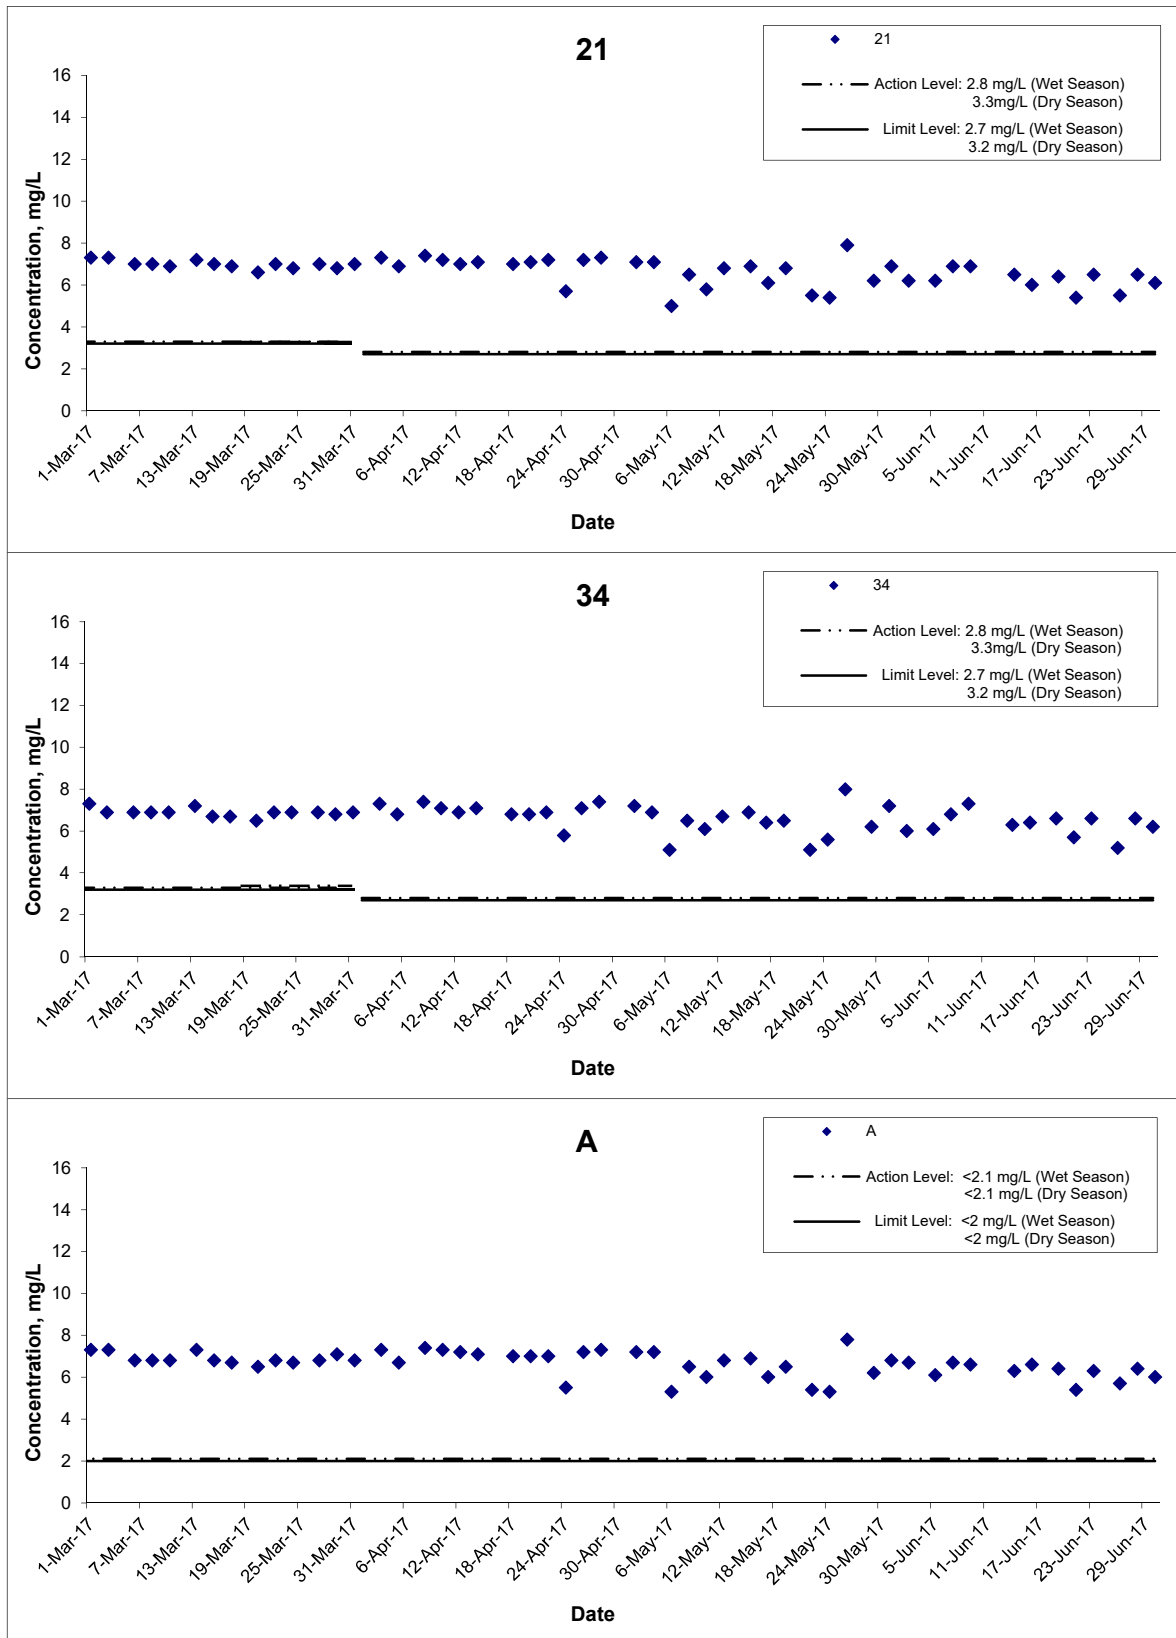 21
21
Action Level: 2.8 mg/L (Wet Season)
3.3mg/L (Dry Season)
Limit Level: 2.7 mg/L (Wet Season)
3.2 mg/L (Dry Season)
Concentration, mg/L
16
14
12
10
8
6
4
2
0
1-Mar-17
7-Mar-17
13-Mar-17
19-Mar-17
25-Mar-17
31-Mar-17
6-Apr-17
12-Apr-17
18-Apr-17
24-Apr-17
30-Apr-17
6-May-17
12-May-17
18-May-17
24-May-17
30-May-17
5-Jun-17
11-Jun-17
17-Jun-17
23-Jun-17
29-Jun-17
Date
34
34
Action Level: 2.8 mg/L (Wet Season)
3.3mg/L (Dry Season)
Limit Level: 2.7 mg/L (Wet Season)
3.2 mg/L (Dry Season)
Concentration, mg/L
16
14
12
10
8
6
4
2
0
1-Mar-17
7-Mar-17
13-Mar-17
19-Mar-17
25-Mar-17
31-Mar-17
6-Apr-17
12-Apr-17
18-Apr-17
24-Apr-17
30-Apr-17
6-May-17
12-May-17
18-May-17
24-May-17
30-May-17
5-Jun-17
11-Jun-17
17-Jun-17
23-Jun-17
29-Jun-17
Date
A
A
Action Level: <2.1 mg/L (Wet Season)
<2.1 mg/L (Dry Season)
Limit Level: <2 mg/L (Wet Season)
<2 mg/L (Dry Season)
Concentration, mg/L
16
14
12
10
8
6
4
2
0
1-Mar-17
7-Mar-17
13-Mar-17
19-Mar-17
25-Mar-17
31-Mar-17
6-Apr-17
12-Apr-17
18-Apr-17
24-Apr-17
30-Apr-17
6-May-17
12-May-17
18-May-17
24-May-17
30-May-17
5-Jun-17
11-Jun-17
17-Jun-17
23-Jun-17
29-Jun-17
Date